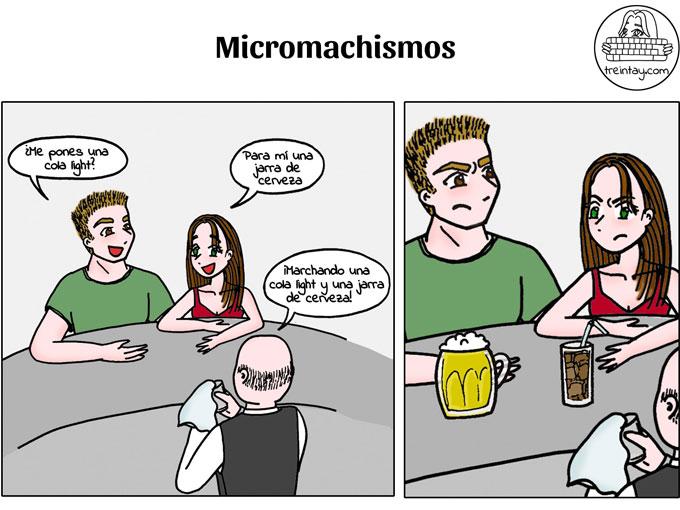 Micromachismos
treintay.com
¿Me pones una
cola light?
Para mí una
jarra de
cerveza
¡Marchando una
cola light y una jarra
de cerveza!